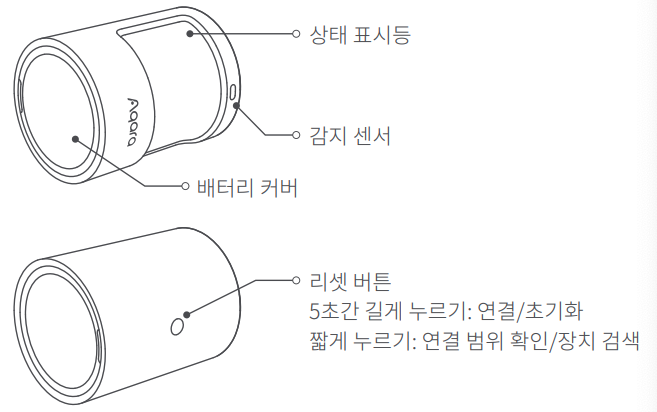 상태 표시등
Aqara
감지 센서
배터리 커버
리셋 버튼
5초간 길게 누르기: 연결/초기화
짧게 누르기: 연결 범위 확인/장치 검색